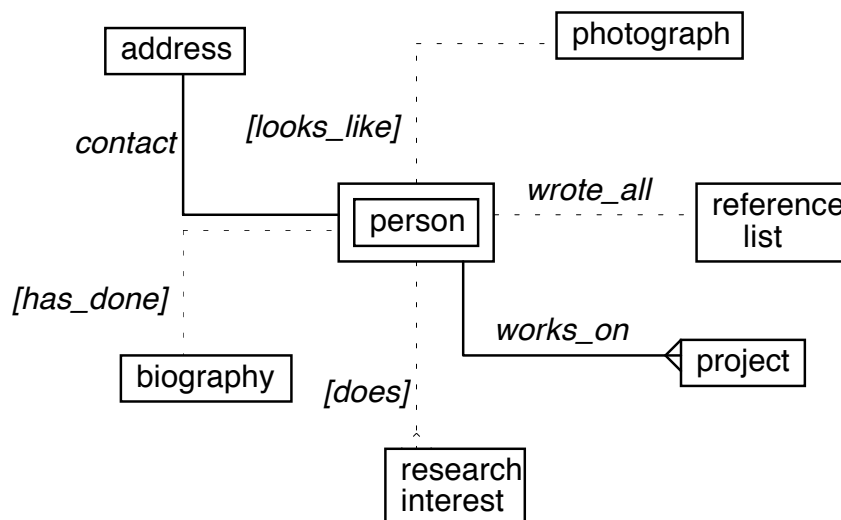 photograph
address
contact
[looks_like]
wrote_all
person
reference
list
[has_done]
works_on
project
biography
[does]
research
interest